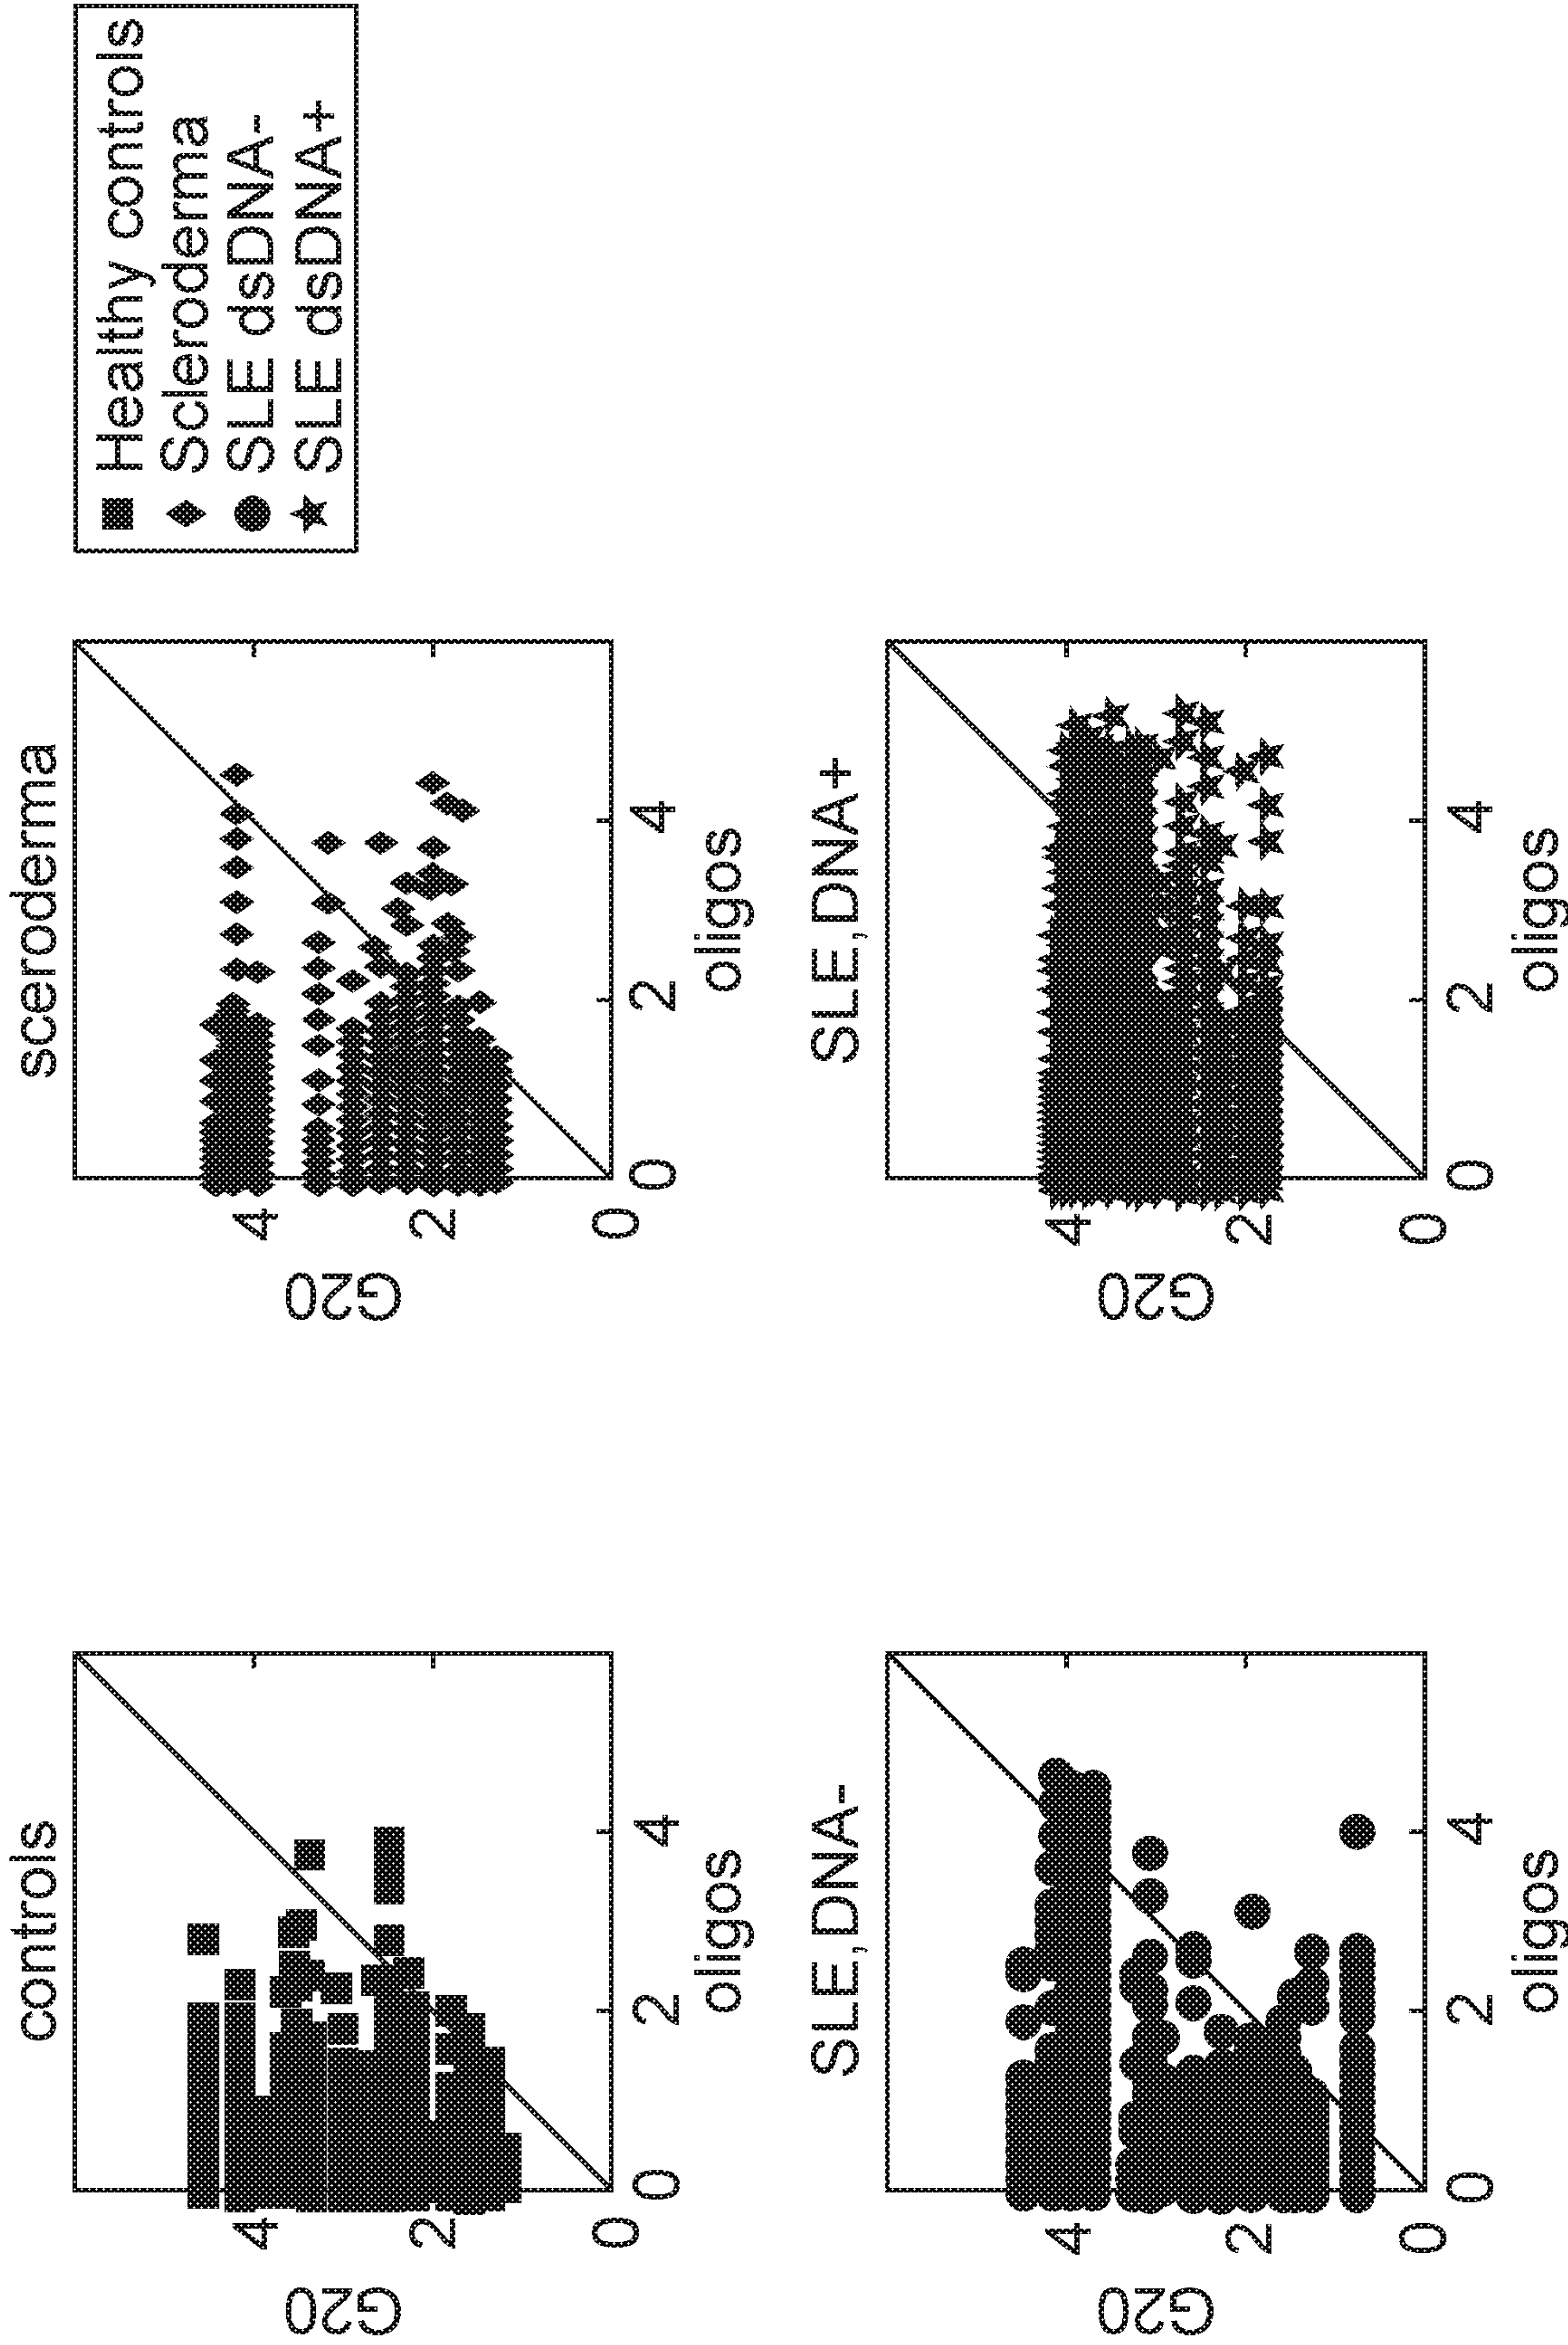 controls
G20
4
2
0
0
2
4
oligos
sceroderma
G20
4
2
0
0
2
4
oligos
Healthy controls
Scleroderma
SLE dsDNA-
SLE dsDNA+
SLE,DNA-
G20
4
2
0
0
2
4
oligos
SLE,DNA+
G20
4
2
0
0
2
4
oligos